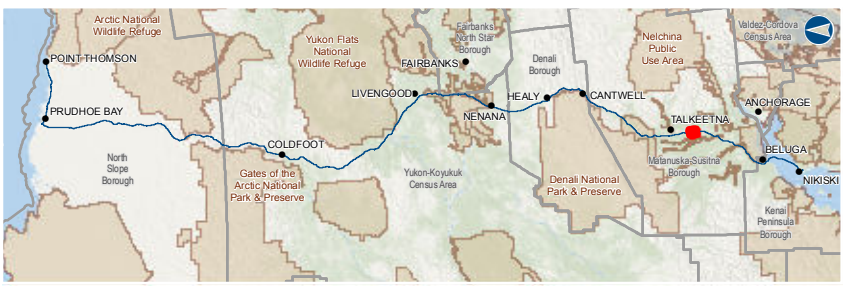 Arctic National
Wildlife Refuge
POINT THOMSON
PRUDHOE BAY
North
Slope
Borough
COLDFOOT
Gates of the
Arctic National
Park & Preserve
Yukon Flats
National
Wildlife Refuge
LIVENGOOD
FAIRBANKS
Fairbanks
North Star
Borough
NENANA
Yukon-Koyukuk
Census Area
Denali
Borough
HEALY
CANTWELL
Denali National
Park & Preserve
Nelchina
Public
Use Area
TALKEETNA
Matanuska-Susitna
Borough
Valdez-Cordova
Census Area
ANCHORAGE
BELUGA
NIKISKI
Kenai
Peninsula
Borough